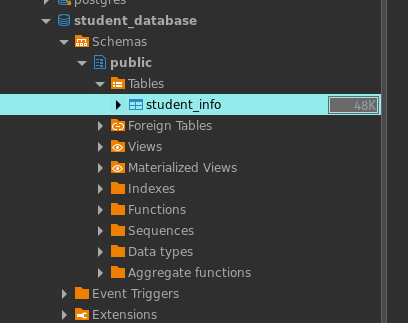 postgres
student_database
Schemas
public
Tables
student_info 48K
Foreign Tables
Views
Materialized Views
Indexes
Functions
Sequences
Data types
Aggregate functions
Event Triggers
Extensions